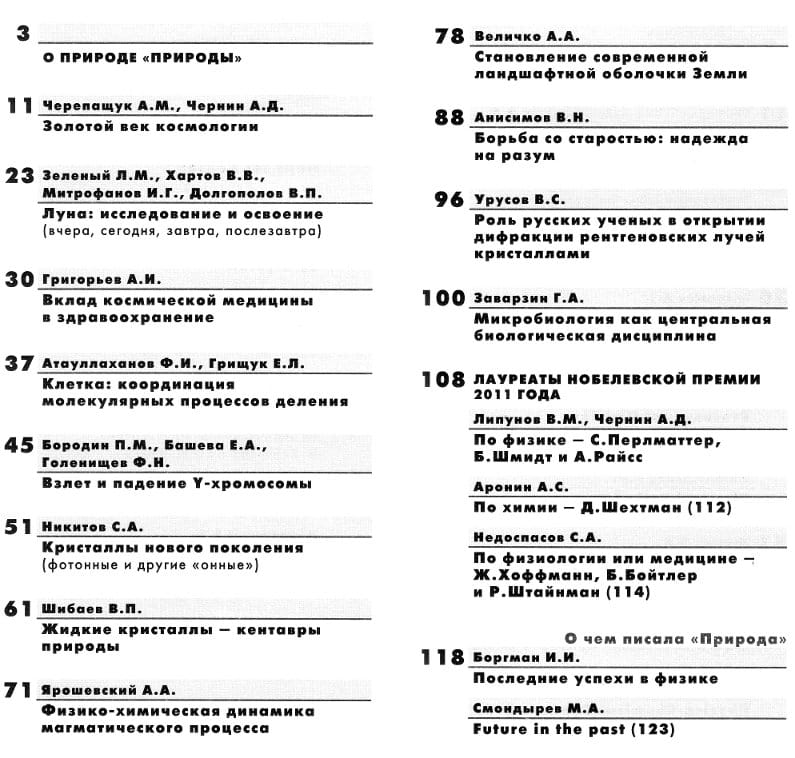 3
О ПРИРОДЕ «ПРИРОДЫ»
11 Черепащук А.М., Чернин А.Д.
Золотой век космологии
23 Зеленый Л.М., Хартов В.В.,
Митрофанов И.Г., Долгополов В.П.
Луна: исследование и освоение
(вчера, сегодня, завтра, послезавтра)
30 Григорьев А.И.
Вклад космической медицины
в здравоохранение
37 Атауллаханов Ф.И., Грищук Е.Л.
Клетка: координация
молекулярных процессов деления
45 Бородин П.М., Башева Е.А.,
Голенищев Ф.Н.
Взлет и падение Y-хромосомы
51 Никитов С.А.
Кристаллы нового поколения
(фотонные и другие «онные»)
61 Шибаев В.П.
Жидкие кристаллы – кентавры
природы
71 Ярошевский А.А.
Физико-химическая динамика
магматического процесса
78 Величко А.А.
Становление современной
ландшафтной оболочки Земли
88 Анисимов В.Н.
Борьба со старостью: надежда
на разум
96 Урусов В.С.
Роль русских ученых в открытии
дифракции рентгеновских лучей
кристаллами
100 Заварзин Г.А.
Микробиология как центральная
биологическая дисциплина
108 ЛАУРЕАТЫ НОБЕЛЕВСКОЙ ПРЕМИИ
2011 ГОДА
Липунов В.М., Чернин А.Д.
По физике – С.Перлматтер,
Б.Шмидт и А.Райсс
Аронин А.С.
По химии – Д.Шехтман (112)
Недоспасов С.А.
По физиологии или медицине –
Ж.Хоффманн, Б.Бойтлер
и Р.Штайнман (114)
О чем писала «Природа»
118 Боргман И.И.
Последние успехи в физике
Смондырев М.А.
Future in the past (123)